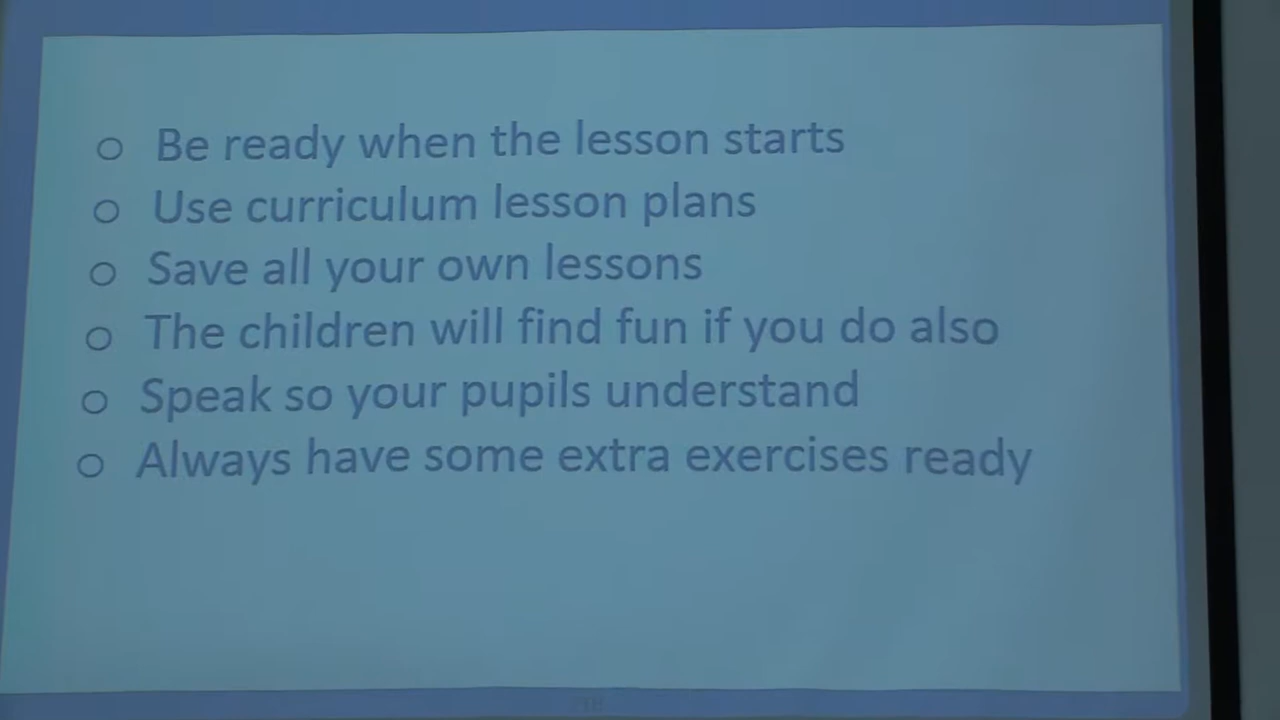 o Be ready when the lesson starts
o Use curriculum lesson plans
o Save all your own lessons
o The children will find fun if you do also
o Speak so your pupils understand
o Always have some extra exercises ready